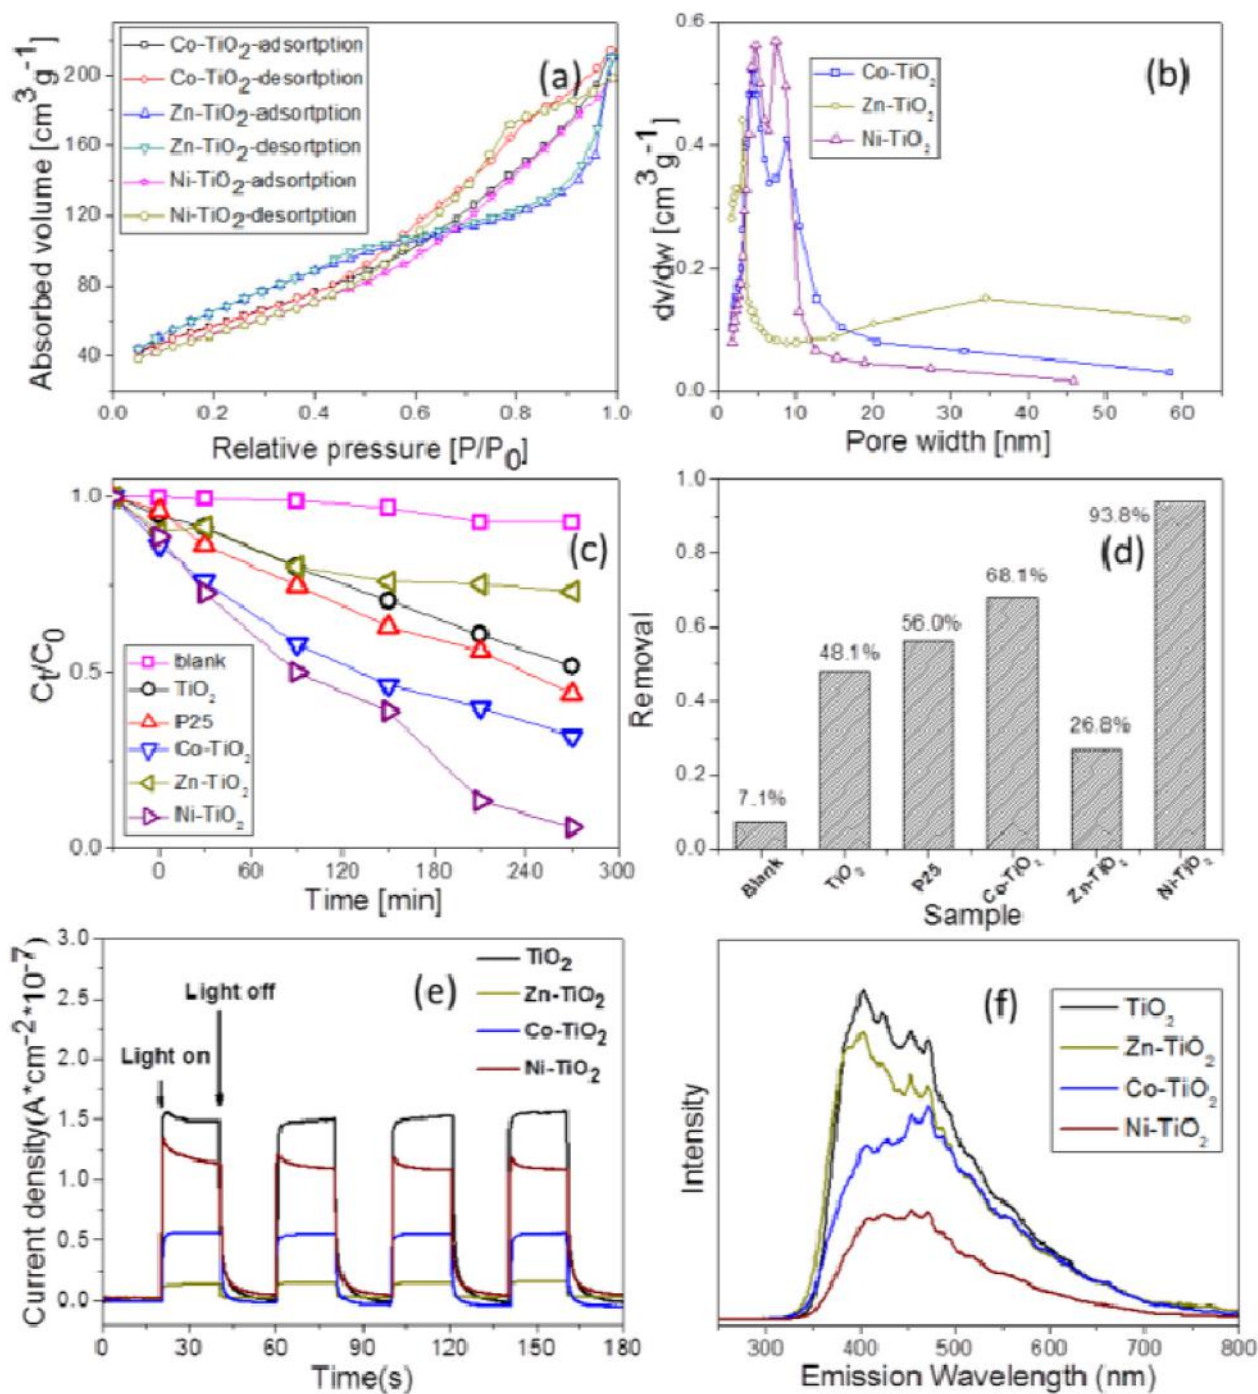 (a)
Co-TiO2-adsortption
Co-TiO2-desortption
Zn-TiO2-adsortption
Zn-TiO2-desortption
Ni-TiO2-adsortption
Ni-TiO2-desortption
Absorbed volume [cm3g-1]
200
160
120
80
40
0.0 0.2 0.4 0.6 0.8 1.0
Relative pressure [P/P0]
(b)
Co-TiO2
Zn-TiO2
Ni-TiO2
dv/dw [cm3g-1]
0.6
0.4
0.2
0.0
0 10 20 30 40 50 60
Pore width [nm]
(c)
blank
TiO2
P25
Co-TiO2
Zn-TiO2
Ni-TiO2
Ct/C0
1.0
0.5
0.0
0 60 120 180 240 300
Time [min]
(d)
Removal
1.0
0.8
0.6
0.4
0.2
0.0
7.1%
48.1%
56.0%
68.1%
26.8%
93.8%
Blank
TiO2
P25
Co-TiO2
Zn-TiO2
Ni-TiO2
Sample
(e)
Light on
Light off
TiO2
Zn-TiO2
Co-TiO2
Ni-TiO2
Current density(A*cm-2*10-7)
3.0
2.5
2.0
1.5
1.0
0.5
0.0
0 30 60 90 120 150 180
Time(s)
(f)
TiO2
Zn-TiO2
Co-TiO2
Ni-TiO2
Intensity
300 400 500 600 700 800
Emission Wavelength (nm)